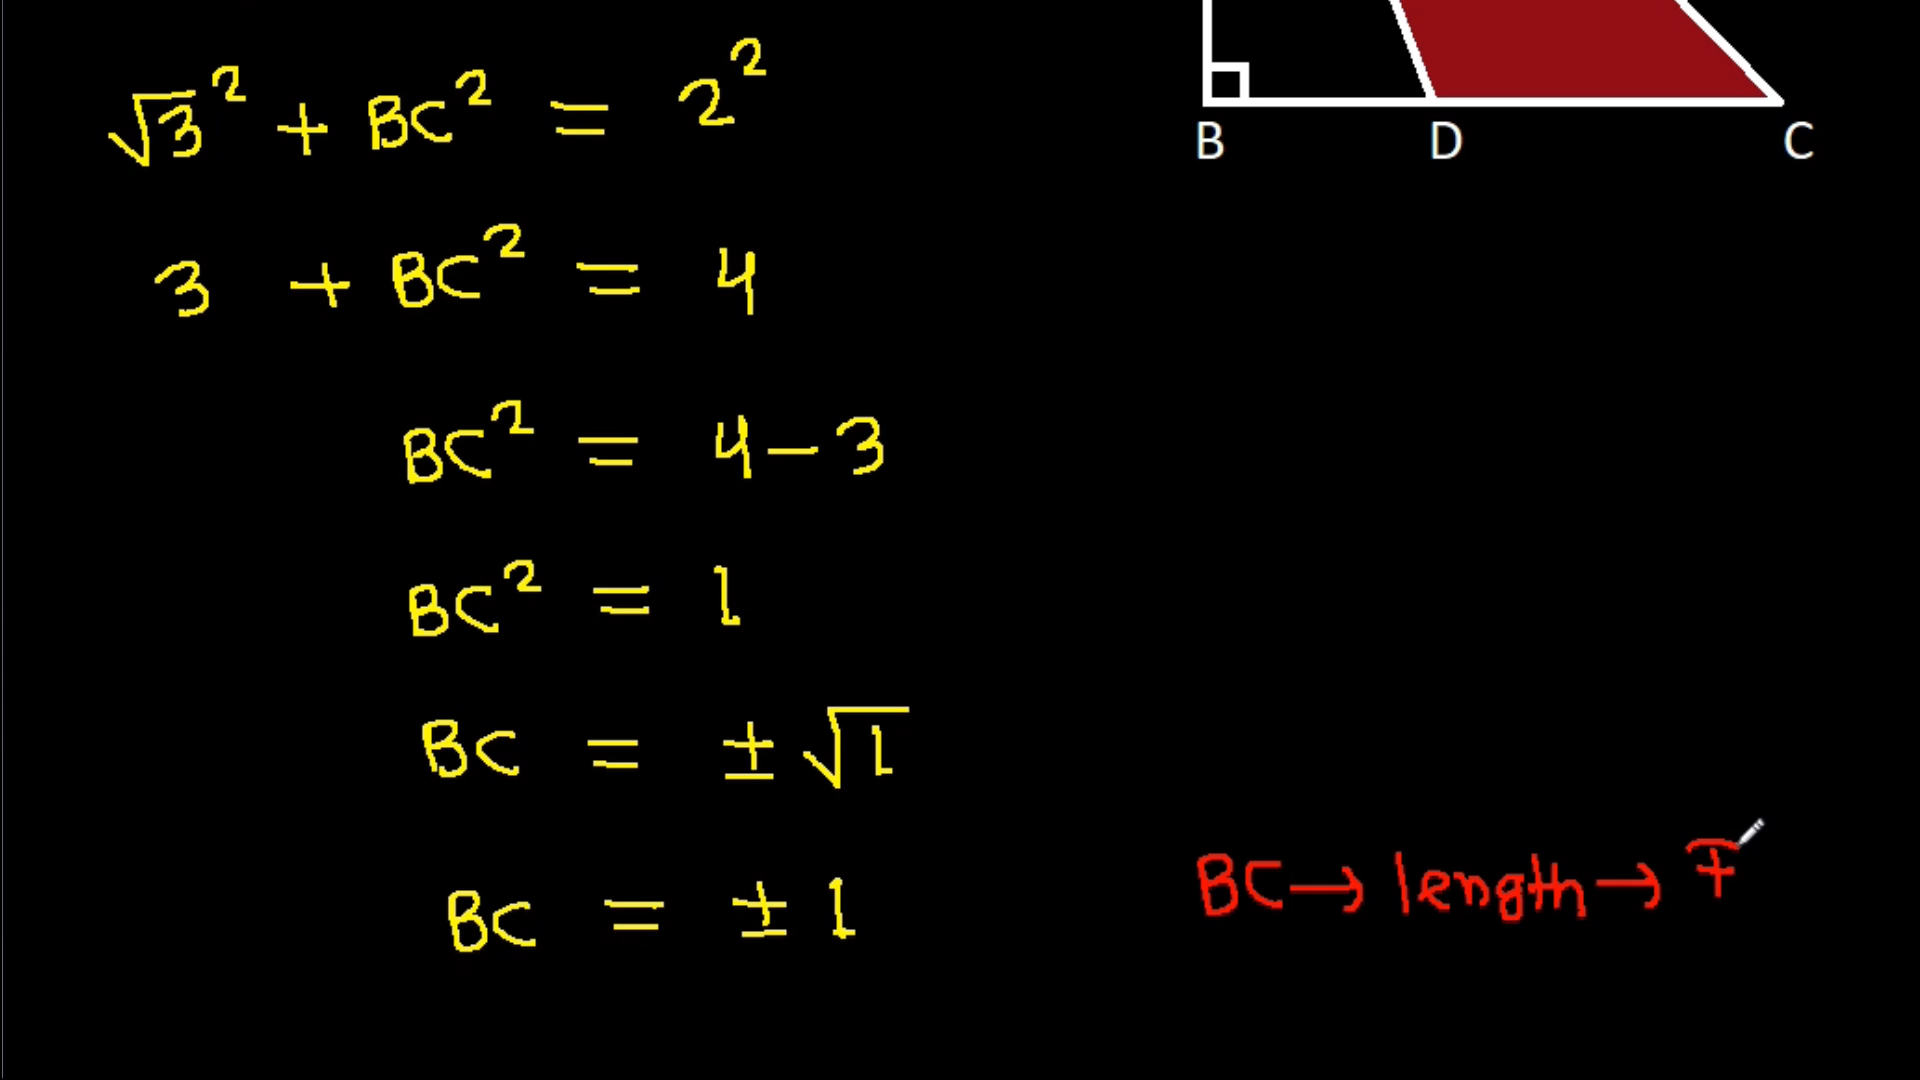 √3² + BC² = 2²
B D C
3 + BC² = 4
BC² = 4 - 3
BC² = 1
BC = ± √1
BC = ± 1
BC → length →